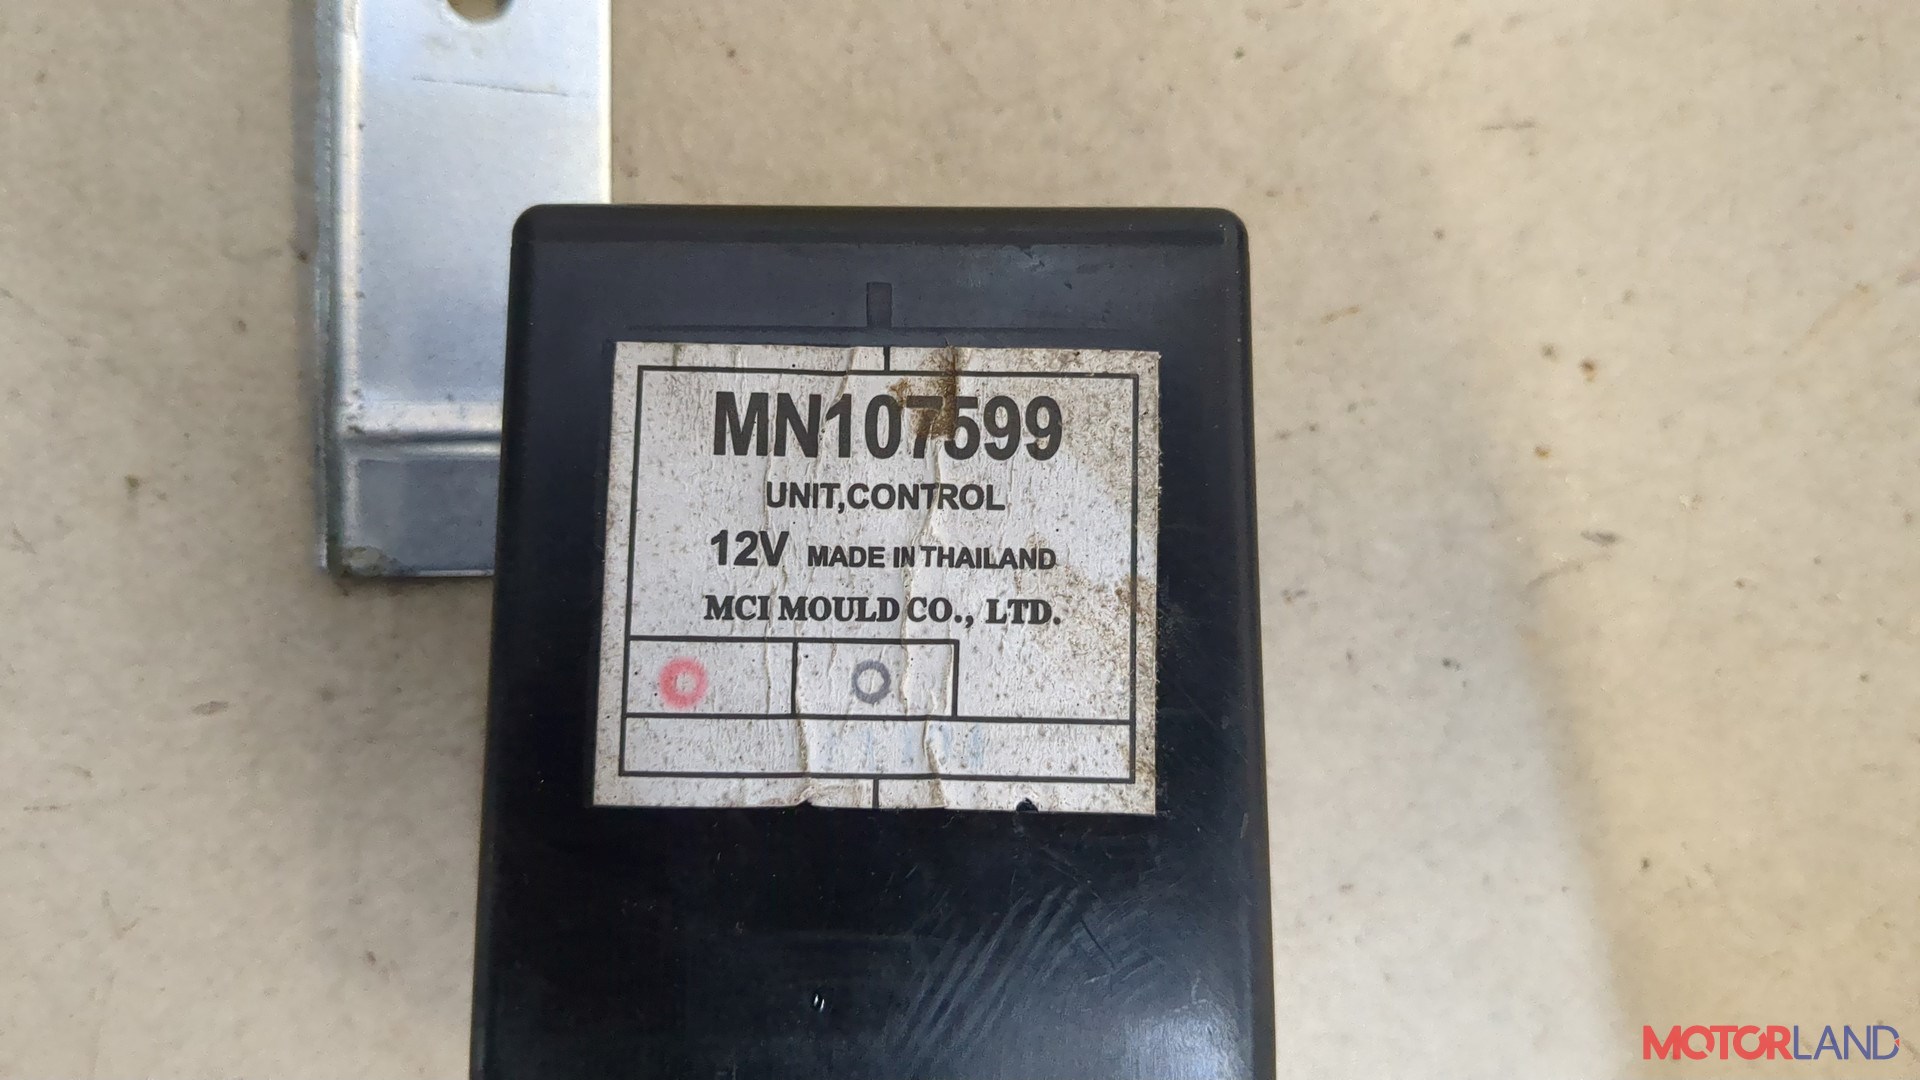 MN107599
UNIT,CONTROL
12V MADE IN THAILAND
MCI MOULD CO., LTD.
MOTORLAND